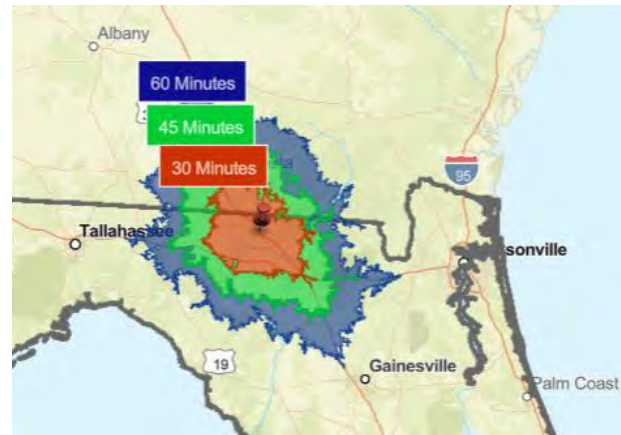 Albany
60 Minutes
45 Minutes
30 Minutes
95
Tallahassee
sonville
19
Gainesville
Palm Coast